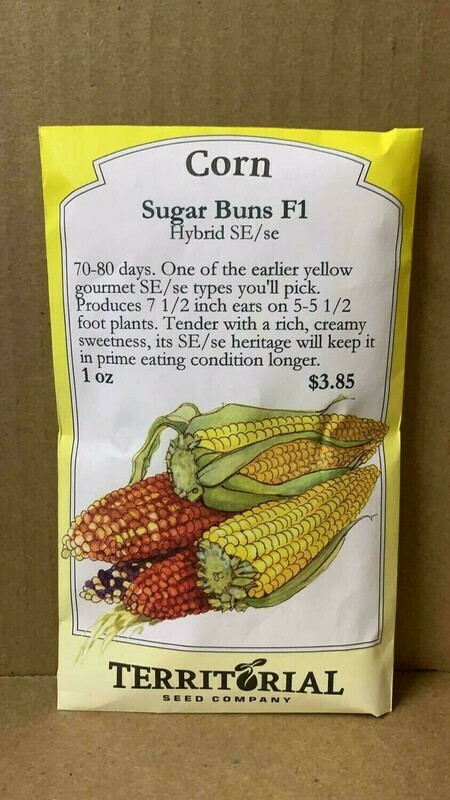 Corn
Sugar Buns F1
Hybrid SE/se
70-80 days. One of the earlier yellow
gourmet SE/se types you'll pick.
Produces 7 1/2 inch ears on 5-5 1/2
foot plants. Tender with a rich, creamy
sweetness, its SE/se heritage will keep it
in prime eating condition longer.
1 oz $3.85
TERRITORIAL
SEED COMPANY